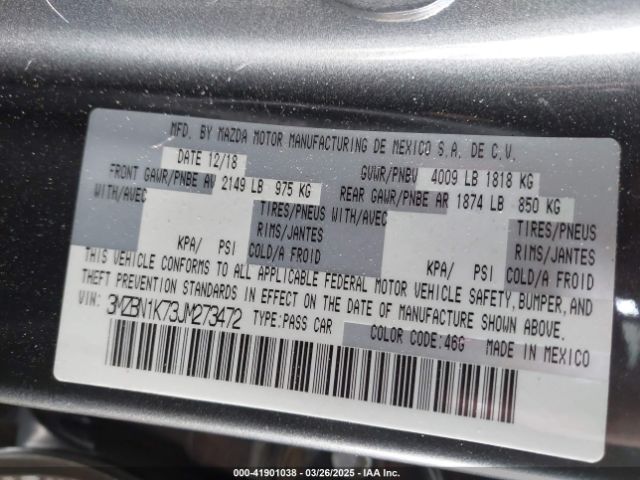 MFD. BY MAZDA MOTOR MANUFACTURING DE MEXICO S.A. DE C.V.
DATE 12/18 GVWR/PNBV 4009 LB 1818 KG
FRONT GAWR/PNBE AV 2149 LB 975 KG REAR GAWR/PNBE AR 1874 LB 850 KG
WITH/AVEC TIRES/PNEUS WITH/AVEC TIRES/PNEUS
RIMS/JANTES RIMS/JANTES
KPA/ PSI COLD/A FROID KPA/ PSI COLD/A FROID
THIS VEHICLE CONFORMS TO ALL APPLICABLE FEDERAL MOTOR VEHICLE SAFETY, BUMPER, AND
THEFT PREVENTION STANDARDS IN EFFECT ON THE DATE OF MANUFACTURE SHOWN ABOVE.
VIN: 3MZBN1K73JM273472 TYPE:PASS CAR COLOR CODE:46G MADE IN MEXICO
000-41901038 - 03/26/2025 - IAA Inc.